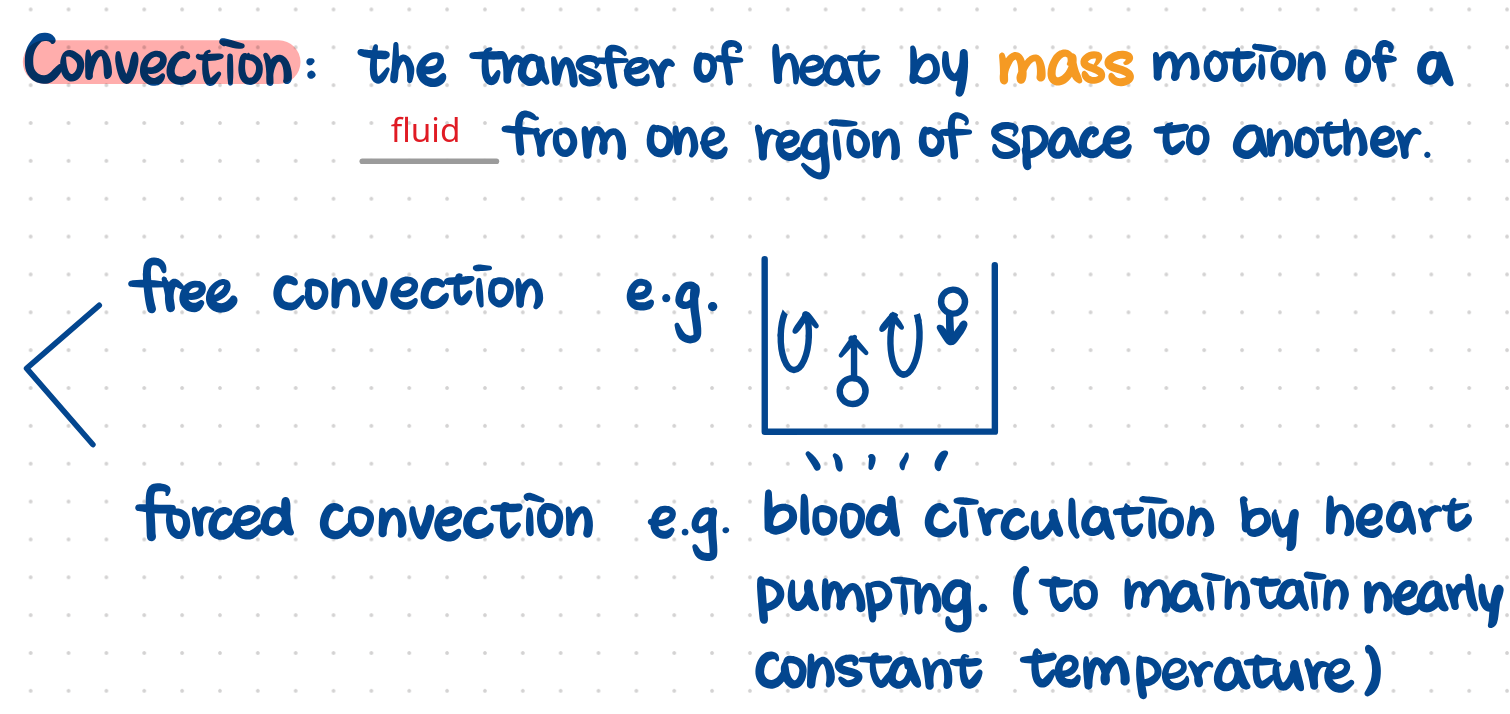 Convection: the transfer of heat by mass motion of a
fluid from one region of space to another.
free convection e.g.
forced convection e.g. blood circulation by heart
pumping. (to maintain nearly
constant temperature)